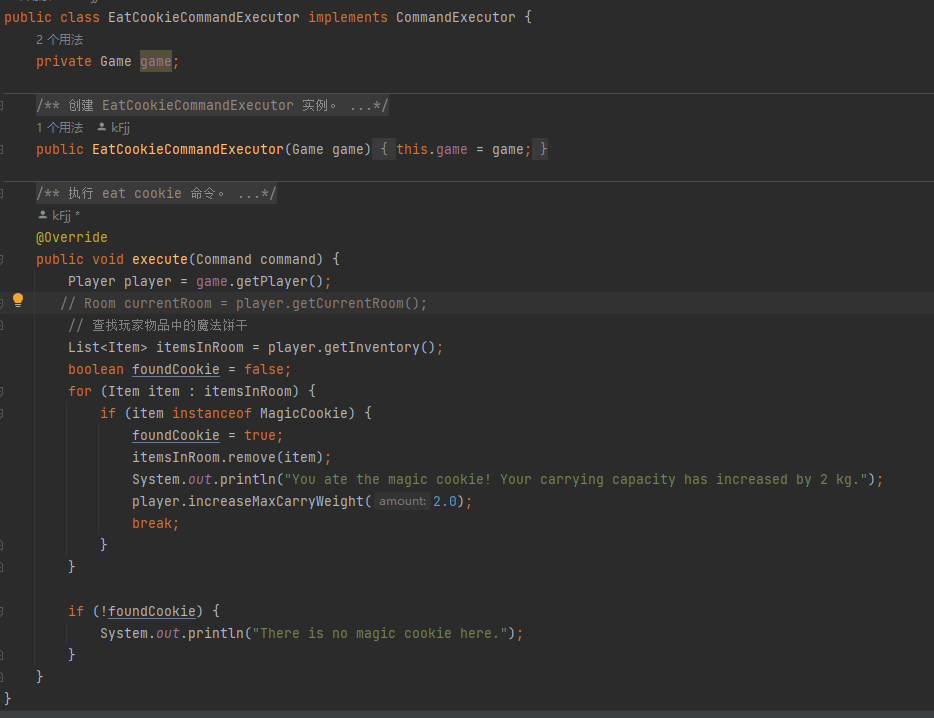 public class EatCookieCommandExecutor implements CommandExecutor {
2 个用法
private Game game;
/** 创建 EatCookieCommandExecutor 实例。 ...*/
1 个用法 kFjj
public EatCookieCommandExecutor(Game game) { this.game = game; }
/** 执行 eat cookie 命令。 ...*/
kFjj *
@Override
public void execute(Command command) {
Player player = game.getPlayer();
// Room currentRoom = player.getCurrentRoom();
// 查找玩家物品中的魔法饼干
List<Item> itemsInRoom = player.getInventory();
boolean foundCookie = false;
for (Item item : itemsInRoom) {
if (item instanceof MagicCookie) {
foundCookie = true;
itemsInRoom.remove(item);
System.out.println("You ate the magic cookie! Your carrying capacity has increased by 2 kg.");
player.increaseMaxCarryWeight( amount: 2.0);
break;
}
}
if (!foundCookie) {
System.out.println("There is no magic cookie here.");
}
}
}